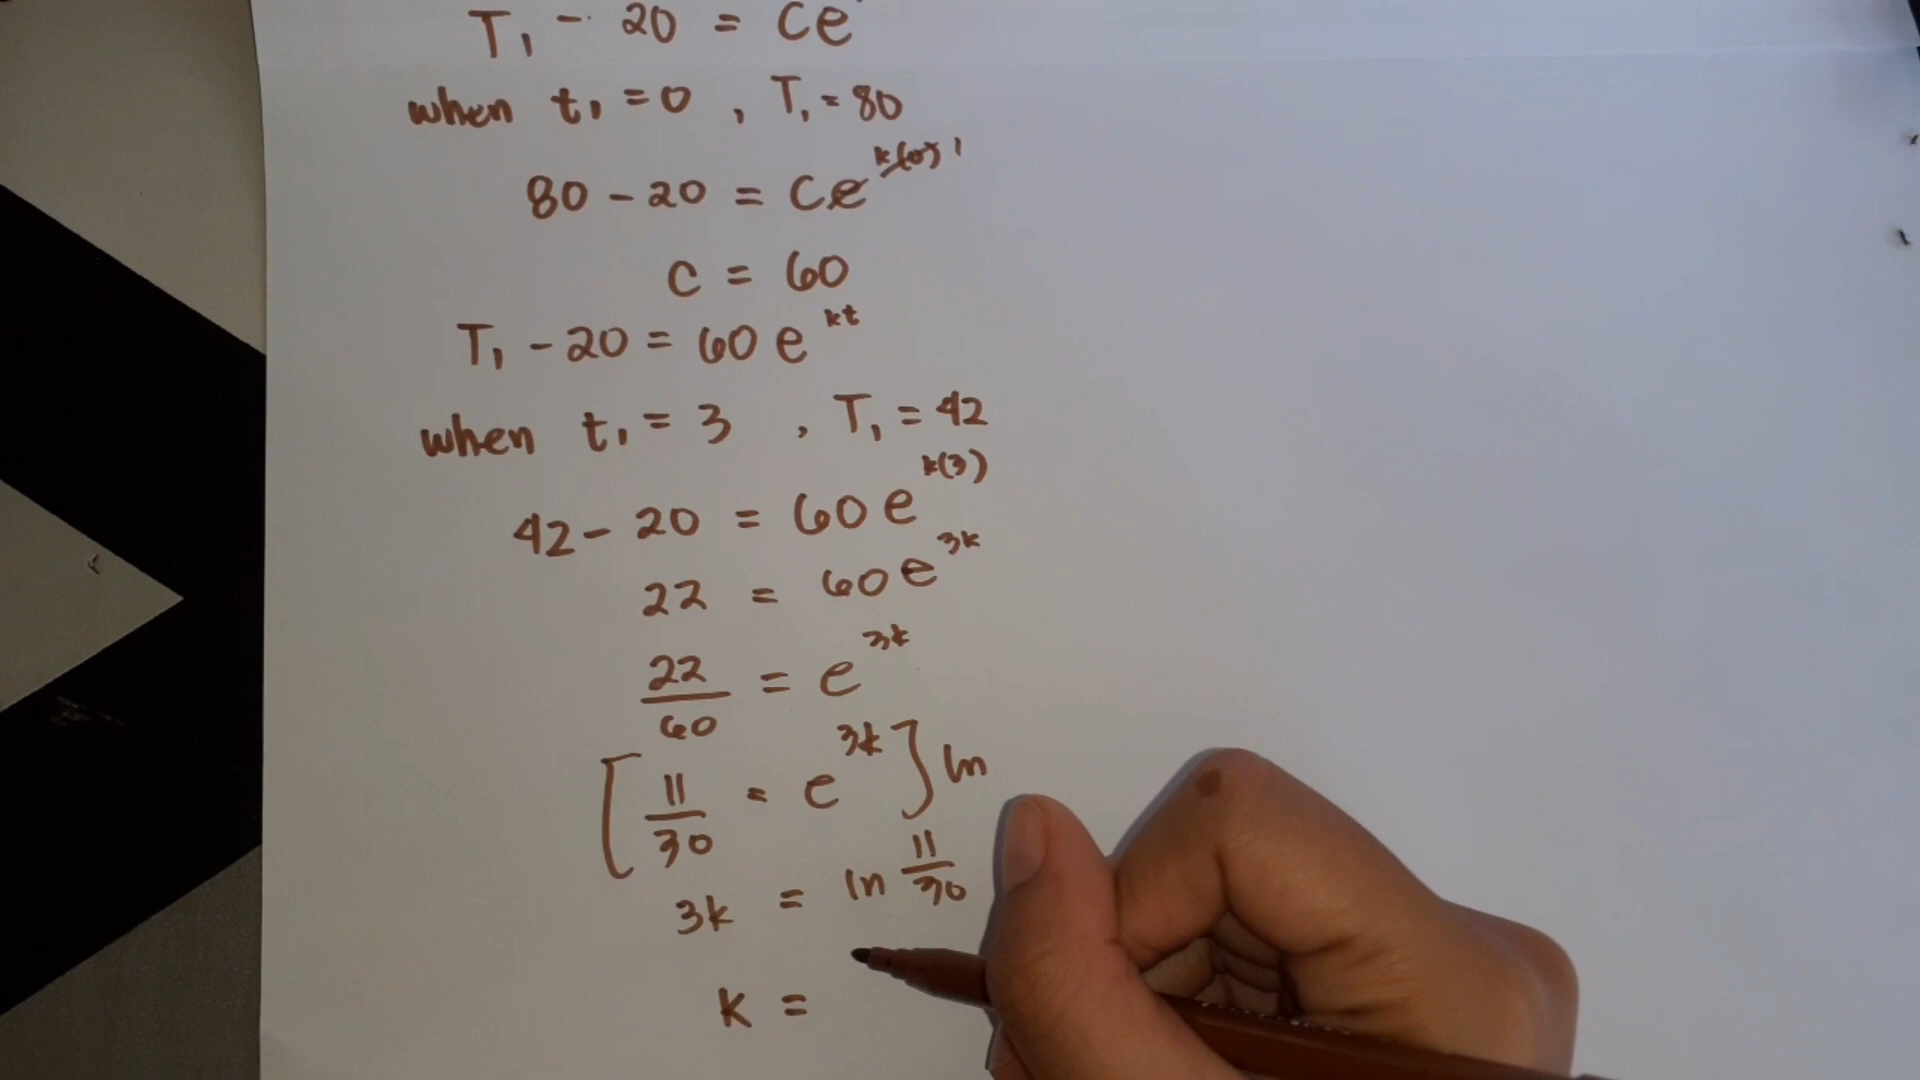 T₁ - 20 = Ce
when t₁ = 0 , T₁ = 80
80 - 20 = Ce^k(0) 1
C = 60
T₁ - 20 = 60 e^kt
when t₁ = 3 , T₁ = 42
42 - 20 = 60 e^k(3)
22 = 60 e^3k
22/60 = e^3k
[ 11/30 = e^3k ] ln
3k = ln 11/30
k =